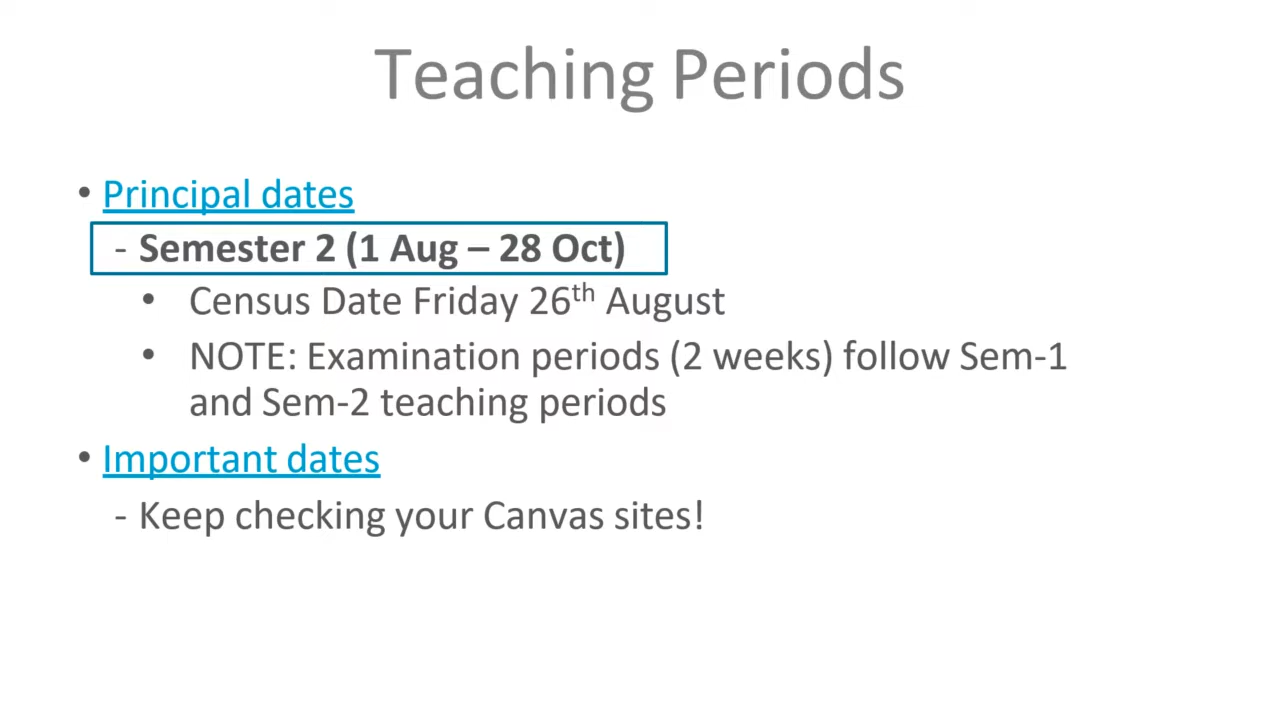 Teaching Periods
• Principal dates
- Semester 2 (1 Aug – 28 Oct)
• Census Date Friday 26th August
• NOTE: Examination periods (2 weeks) follow Sem-1
and Sem-2 teaching periods
• Important dates
- Keep checking your Canvas sites!